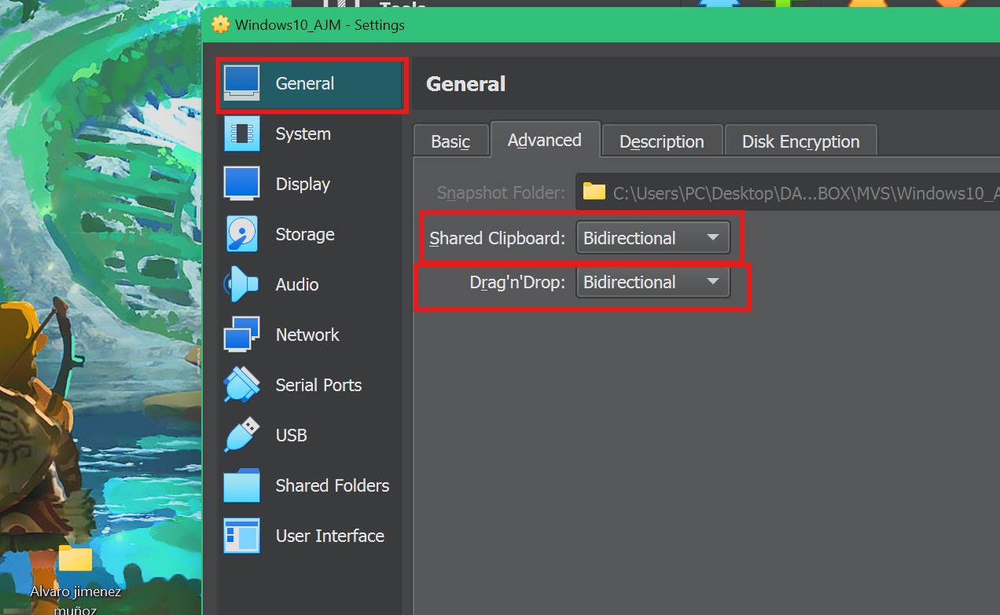 Tools
Windows10_AJM - Settings
General
System
Display
Storage
Audio
Network
Serial Ports
USB
Shared Folders
User Interface
General
Basic
Advanced
Description
Disk Encryption
Snapshot Folder:
C:\Users\PC\Desktop\DA...BOX\MVS\Windows10_A
Shared Clipboard:
Bidirectional
Drag'n'Drop:
Bidirectional
Alvaro jimenez
muñoz